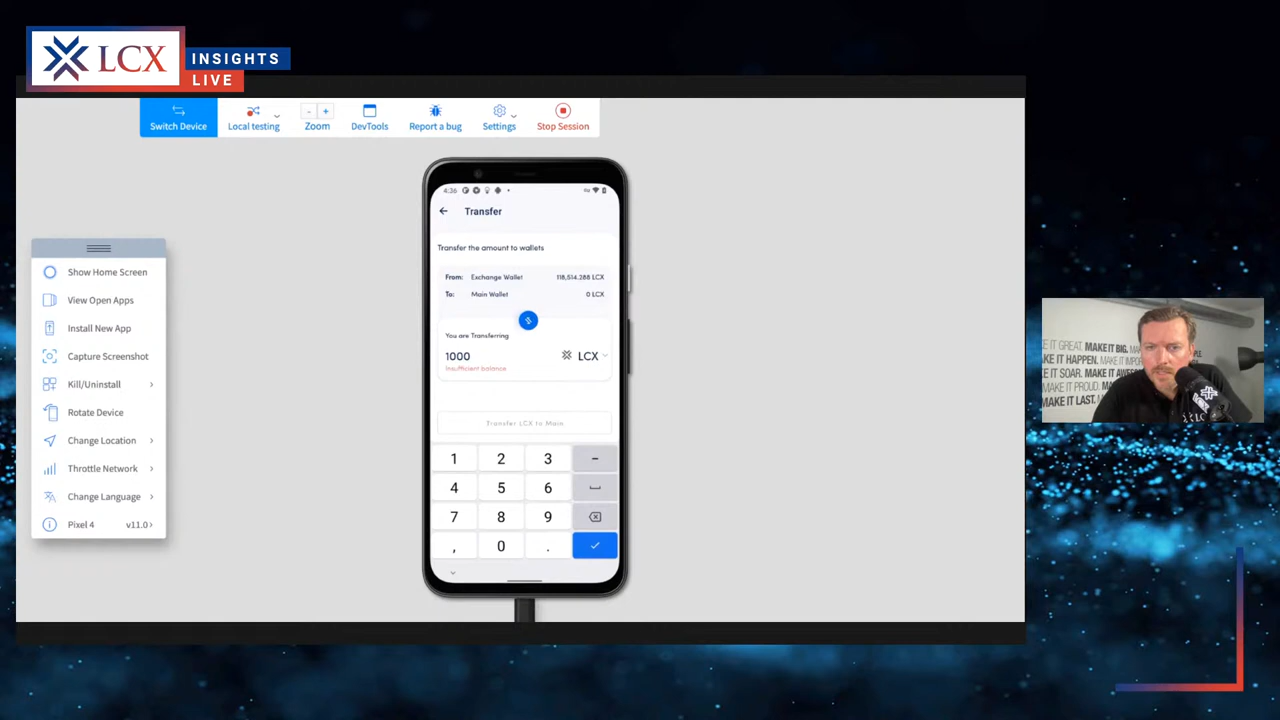 LCX
INSIGHTS
LIVE
Switch Device
Local testing
- +
Zoom
DevTools
Report a bug
Settings
Stop Session
Show Home Screen
View Open Apps
Install New App
Capture Screenshot
Kill/Uninstall
Rotate Device
Change Location
Throttle Network
Change Language
Pixel 4 v11.0
4:36
Transfer
Transfer the amount to wallets
From: Exchange Wallet 118,514.288 LCX
To: Main Wallet 0 LCX
You are Transferring
1000 LCX
Insufficient balance
Transfer LCX to Main
1 2 3 -
4 5 6
7 8 9
, 0 .
MAKE IT GREAT. MAKE IT BIG.
MAKE IT HAPPEN.
MAKE IT SOAR.
MAKE IT PROUD.
MAKE IT LAST.